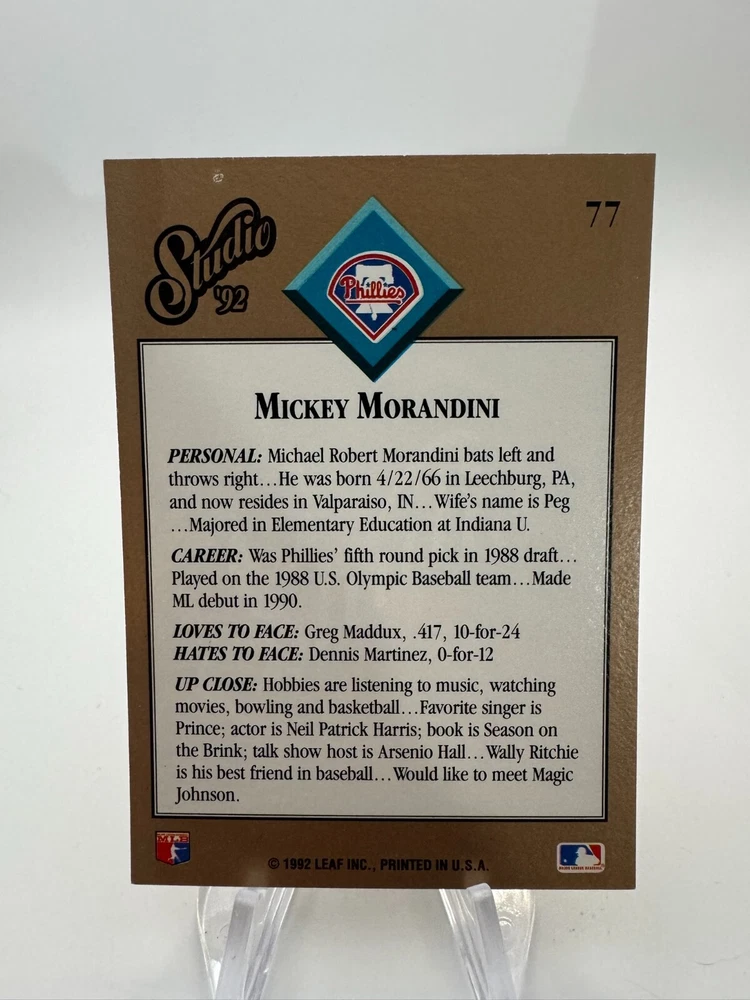 Studio
'92
77
Phillies
MICKEY MORANDINI
PERSONAL: Michael Robert Morandini bats left and
throws right...He was born 4/22/66 in Leechburg, PA,
and now resides in Valparaiso, IN...Wife's name is Peg
...Majored in Elementary Education at Indiana U.
CAREER: Was Phillies' fifth round pick in 1988 draft...
Played on the 1988 U.S. Olympic Baseball team...Made
ML debut in 1990.
LOVES TO FACE: Greg Maddux, .417, 10-for-24
HATES TO FACE: Dennis Martinez, 0-for-12
UP CLOSE: Hobbies are listening to music, watching
movies, bowling and basketball...Favorite singer is
Prince; actor is Neil Patrick Harris; book is Season on
the Brink; talk show host is Arsenio Hall...Wally Ritchie
is his best friend in baseball...Would like to meet Magic
Johnson.
© 1992 LEAF INC., PRINTED IN U.S.A.
MAJOR LEAGUE BASEBALL